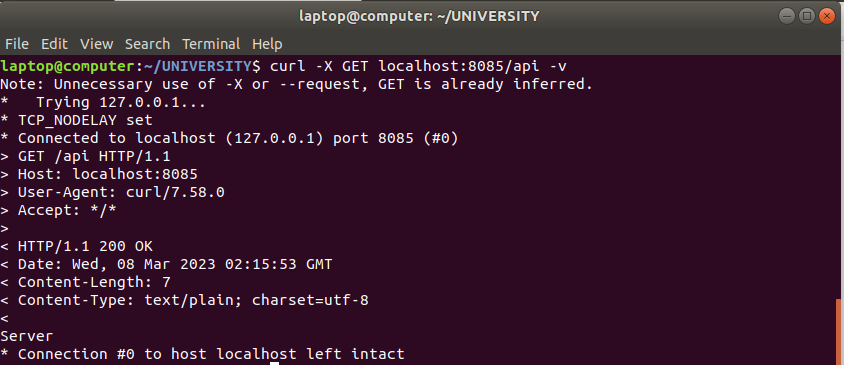 laptop@computer: ~/UNIVERSITY
File Edit View Search Terminal Help
laptop@computer:~/UNIVERSITY$ curl -X GET localhost:8085/api -v
Note: Unnecessary use of -X or --request, GET is already inferred.
*   Trying 127.0.0.1...
* TCP_NODELAY set
* Connected to localhost (127.0.0.1) port 8085 (#0)
> GET /api HTTP/1.1
> Host: localhost:8085
> User-Agent: curl/7.58.0
> Accept: */*
>
< HTTP/1.1 200 OK
< Date: Wed, 08 Mar 2023 02:15:53 GMT
< Content-Length: 7
< Content-Type: text/plain; charset=utf-8
<
Server
* Connection #0 to host localhost left intact